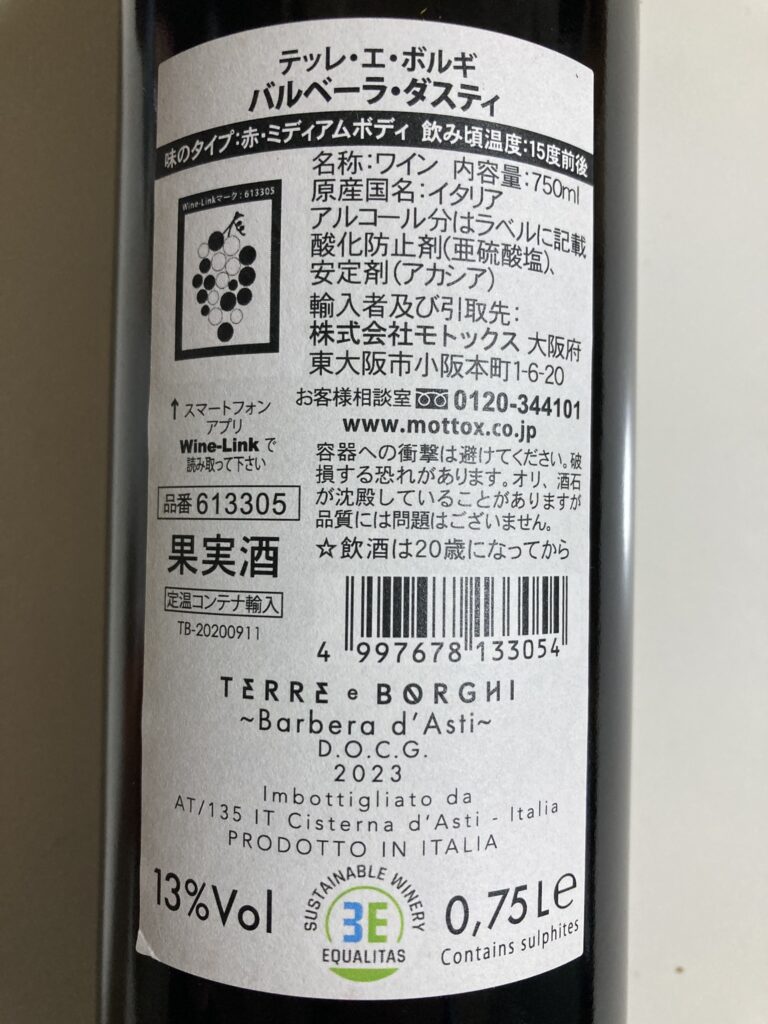 テッレ・エ・ボルギ
バルベーラ・ダスティ
味のタイプ:赤・ミディアムボディ 飲み頃温度:15度前後
Wine-Linkマーク:613305
↑スマートフォン
アプリ
Wine-Linkで
読み取って下さい
品番 613305
果実酒
定温コンテナ輸入
TB-20200911
名称:ワイン 内容量:750ml
原産国名:イタリア
アルコール分はラベルに記載
酸化防止剤(亜硫酸塩)、
安定剤(アカシア)
輸入者及び引取先:
株式会社モトックス 大阪府
東大阪市小阪本町1-6-20
お客様相談室 0120-344101
www.mottox.co.jp
容器への衝撃は避けてください。破
損する恐れがあります。オリ、酒石
が沈殿していることがありますが
品質には問題はございません。
☆飲酒は20歳になってから
4 997678 133054
TERRE e BORGHI
~Barbera d'Asti~
D.O.C.G.
2023
Imbottigliato da
AT/135 IT Cisterna d'Asti - Italia
PRODOTTO IN ITALIA
13%Vol
SUSTAINABLE WINERY
3E
EQUALITAS
0,75Le
Contains sulphites